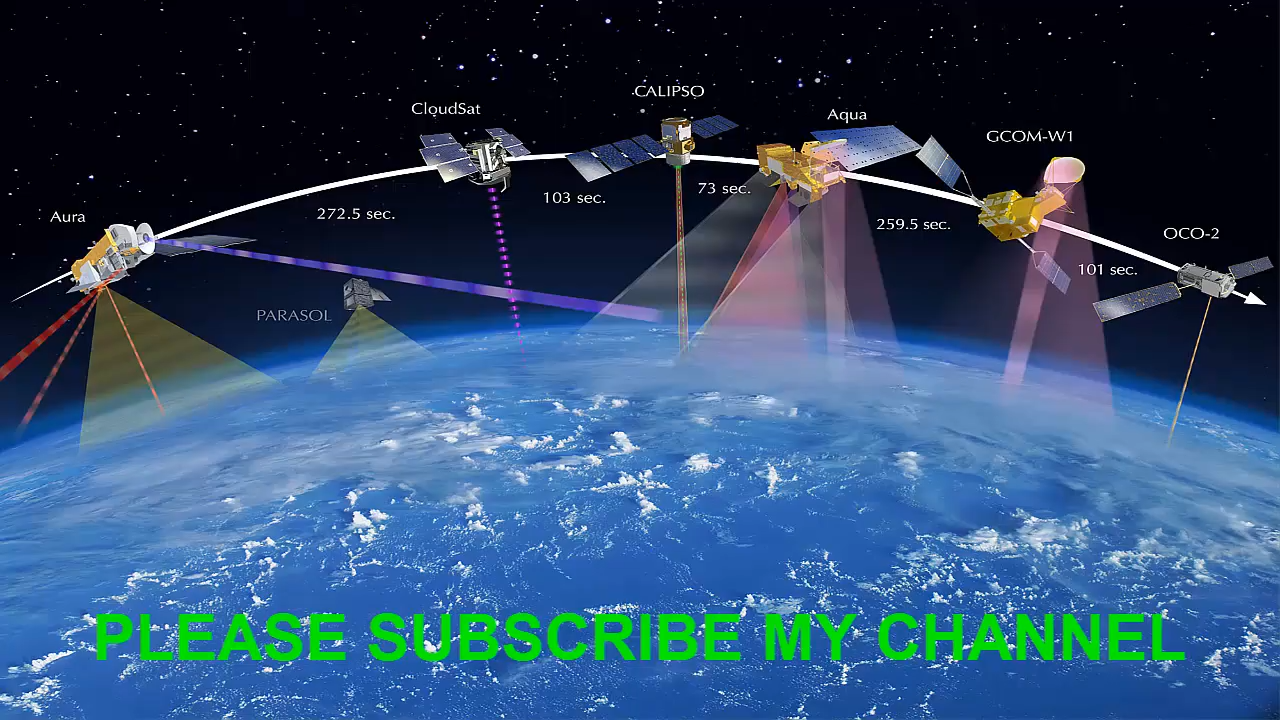 CALIPSO
CloudSat
Aqua
GCOM-W1
73 sec.
103 sec.
Aura
272.5 sec.
259.5 sec.
OCO-2
101 sec.
PARASOL
PLEASE SUBSCRIBE MY CHANNEL